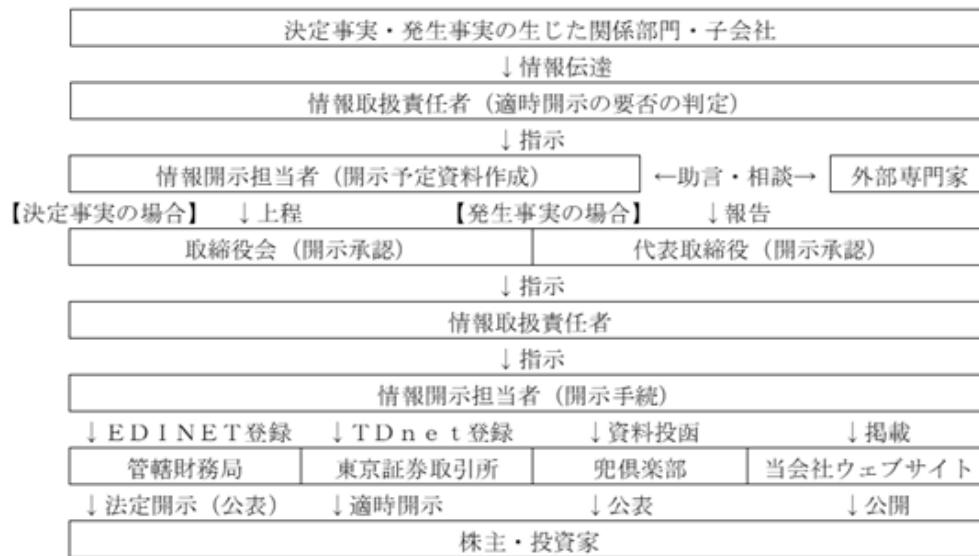 決定事実・発生事実の生じた関係部門・子会社
↓情報伝達
情報取扱責任者（適時開示の要否の判定）
↓指示
情報開示担当者（開示予定資料作成） ←助言・相談→ 外部専門家
【決定事実の場合】 ↓上程 【発生事実の場合】 ↓報告
取締役会（開示承認） 代表取締役（開示承認）
↓指示
情報取扱責任者
↓指示
情報開示担当者（開示手続）
↓ＥＤＩＮＥＴ登録 ↓ＴＤｎｅｔ登録 ↓資料投函 ↓掲載
管轄財務局 東京証券取引所 兜倶楽部 当会社ウェブサイト
↓法定開示（公表） ↓適時開示 ↓公表 ↓公開
株主・投資家